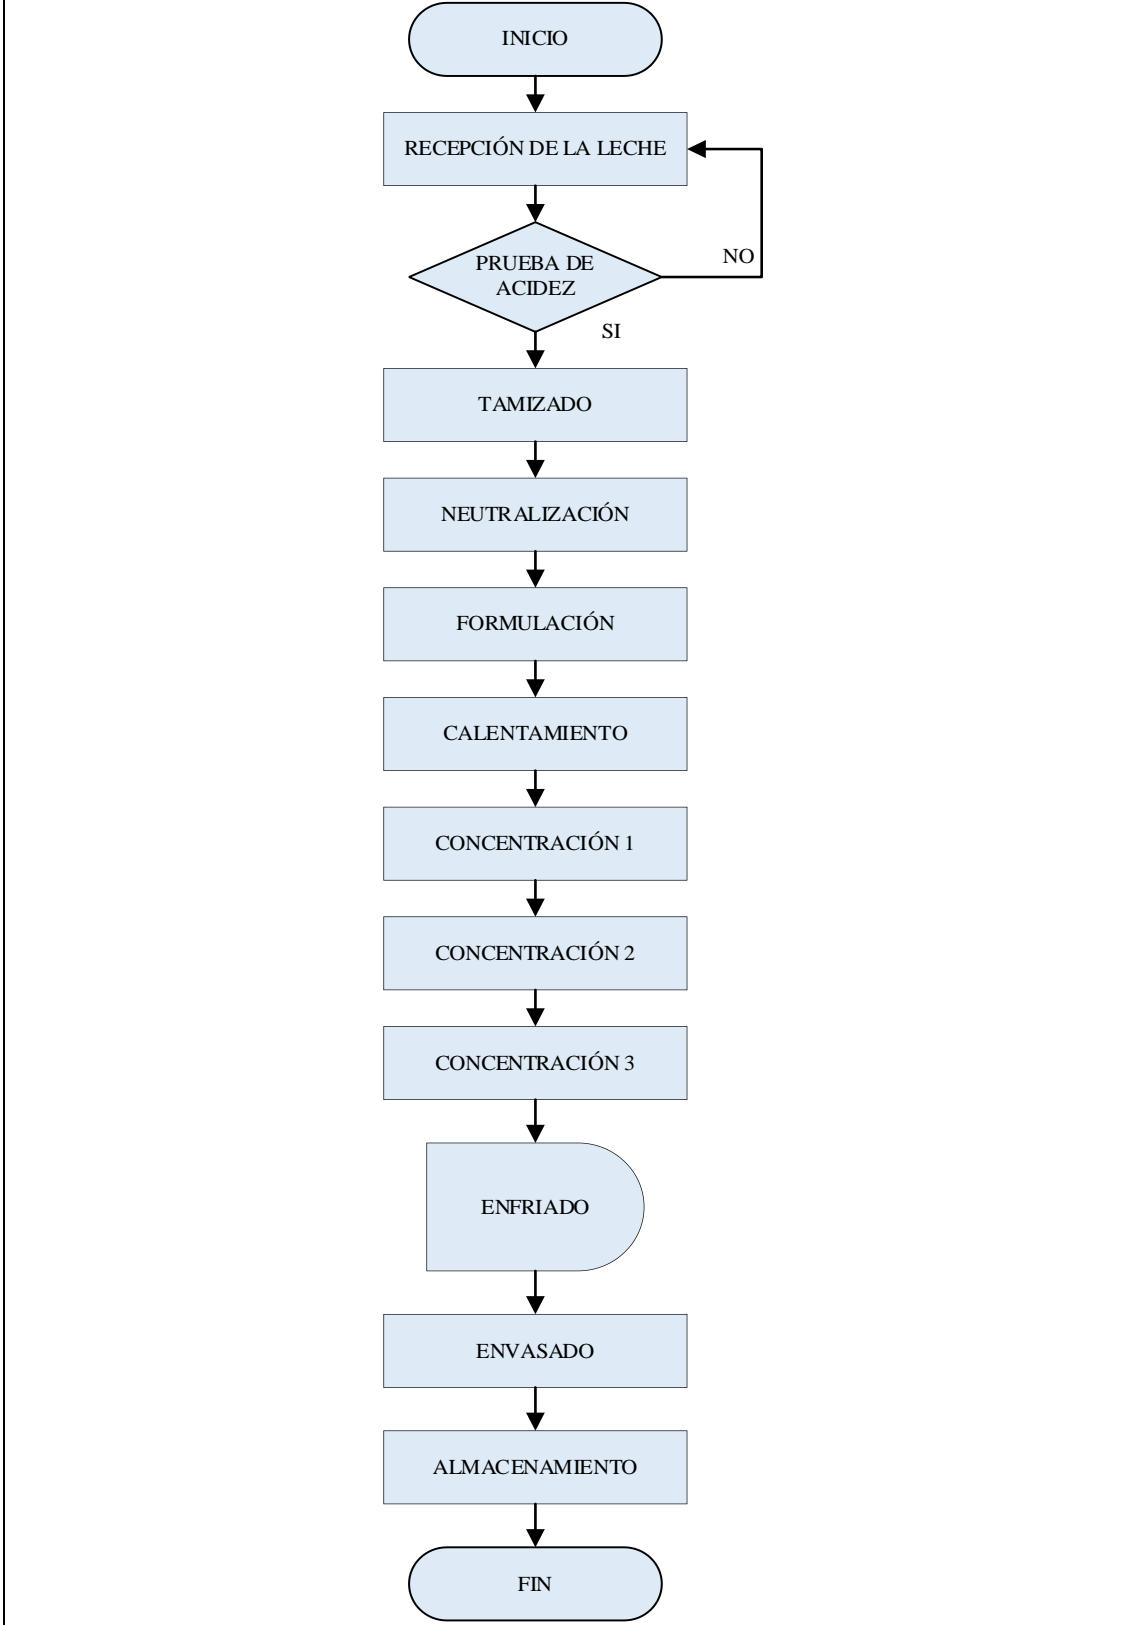 INICIO
RECEPCIÓN DE LA LECHE
PRUEBA DE
ACIDEZ
NO
SI
TAMIZADO
NEUTRALIZACIÓN
FORMULACIÓN
CALENTAMIENTO
CONCENTRACIÓN 1
CONCENTRACIÓN 2
CONCENTRACIÓN 3
ENFRIADO
ENVASADO
ALMACENAMIENTO
FIN